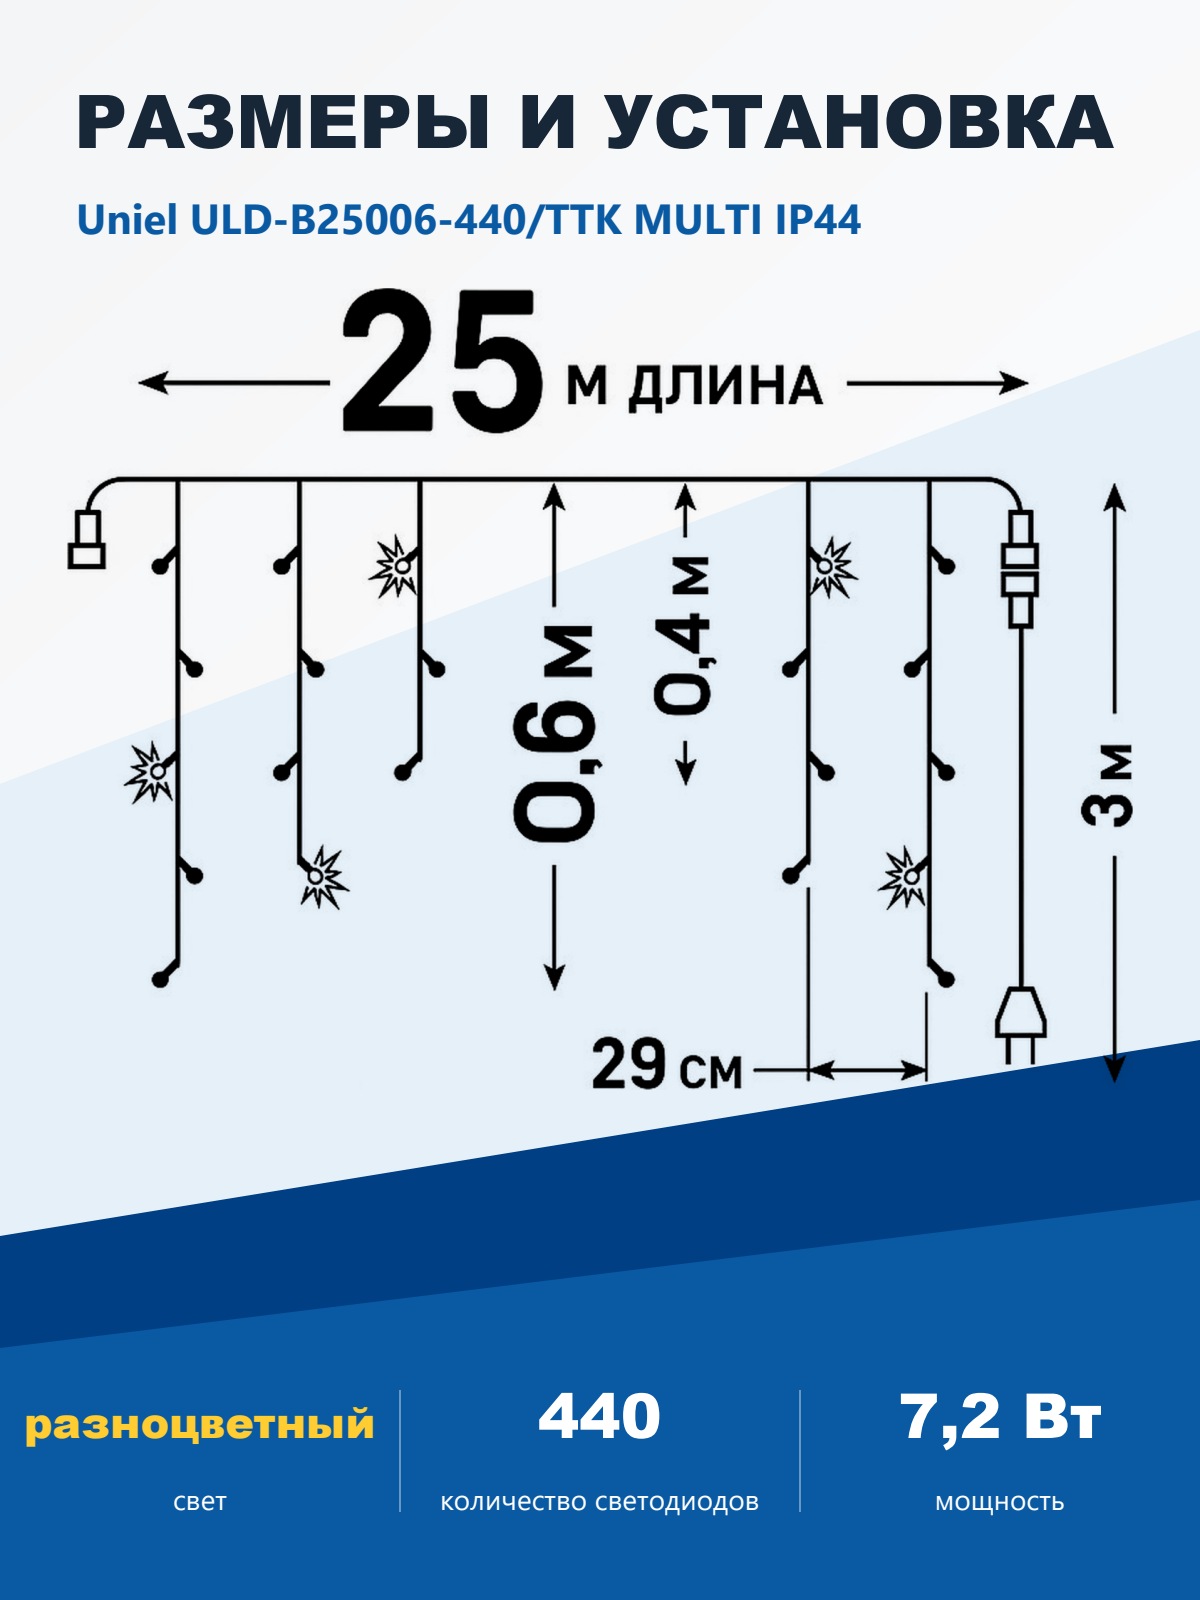 РАЗМЕРЫ И УСТАНОВКА
Uniel ULD-B25006-440/TTK MULTI IP44
25 м ДЛИНА
0,6 м
0,4 м
3 м
29 см
разноцветный
свет
440
количество светодиодов
7,2 Вт
мощность